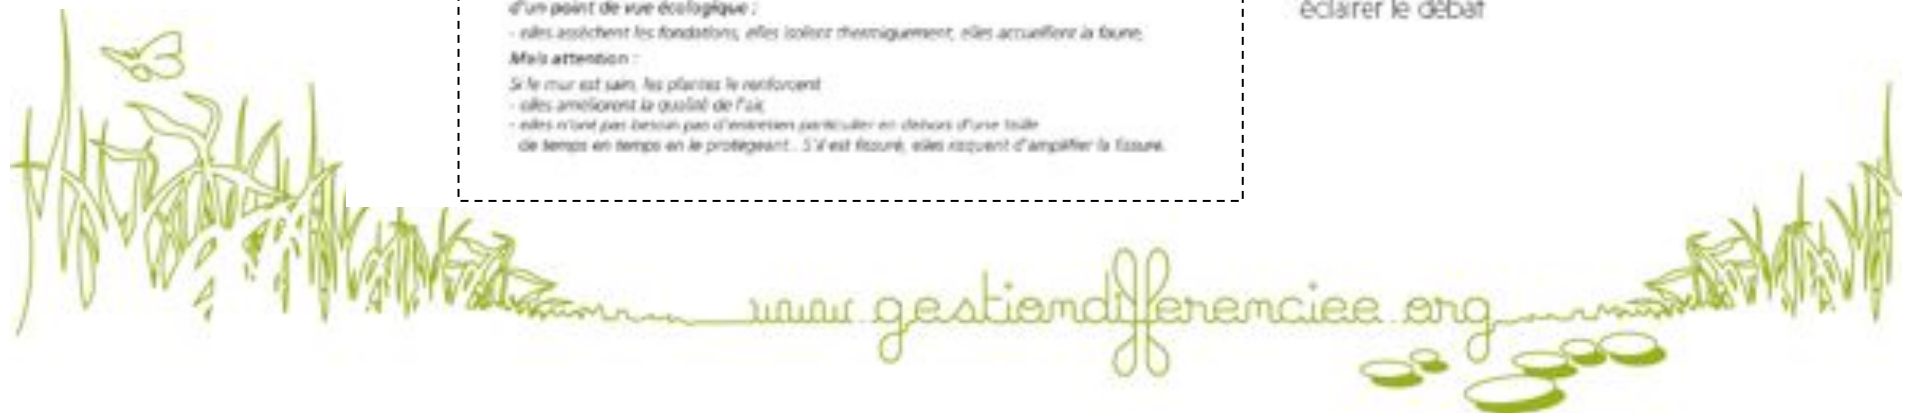 d'un point de vue écologique :
- elles assèchent les fondations, elles isolent thermiquement, elles accueillent la faune,
Mais attention :
Si le mur est sain, les plantes le renforcent
- elles améliorent la qualité de l'air,
- elles n'ont pas besoin pas d'entretien particulier en dehors d'une taille
de temps en temps en le protégeant . S'il est fissuré, elles risquent d'amplifier la fissure.
éclairer le débat
www.gestiondifferenciee.org